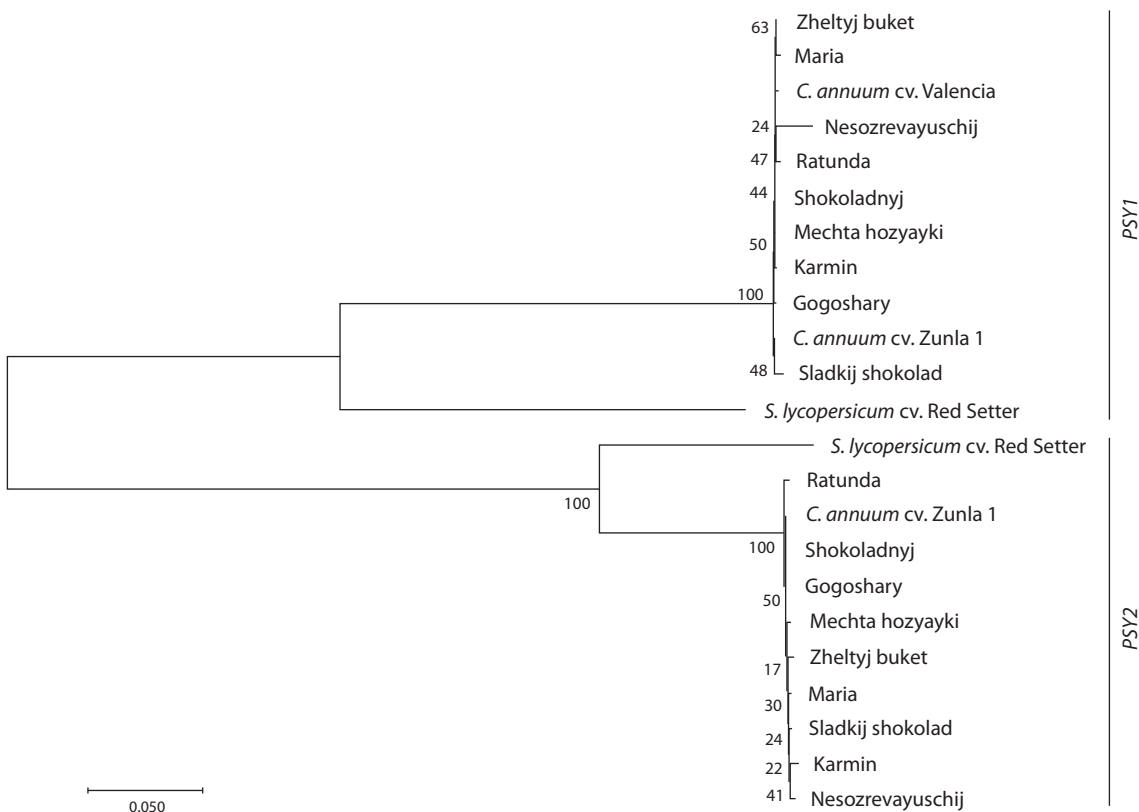 63
Zheltyj buket
Maria
C. annuum cv. Valencia
24
Nesozrevayuschij
47
Ratunda
44
Shokoladnyj
Mechta hozyayki
50
Karmin
100
Gogoshary
C. annuum cv. Zunla 1
48
Sladkij shokolad
S. lycopersicum cv. Red Setter
PSY1
S. lycopersicum cv. Red Setter
100
Ratunda
C. annuum cv. Zunla 1
100
Shokoladnyj
Gogoshary
50
Mechta hozyayki
Zheltyj buket
17
Maria
30
Sladkij shokolad
24
Karmin
22
Nesozrevayuschij
41
PSY2
0.050